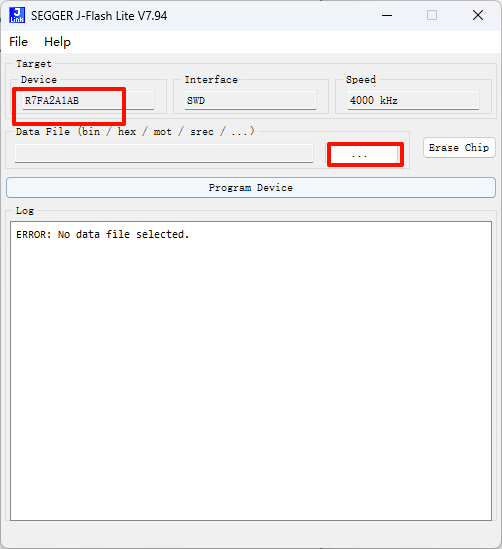 J Link SEGGER J-Flash Lite V7.94
File Help
Target
Device Interface Speed
R7FA2A1AB SWD 4000 kHz
Data File (bin / hex / mot / srec / ...)
... Erase Chip
Program Device
Log
ERROR: No data file selected.